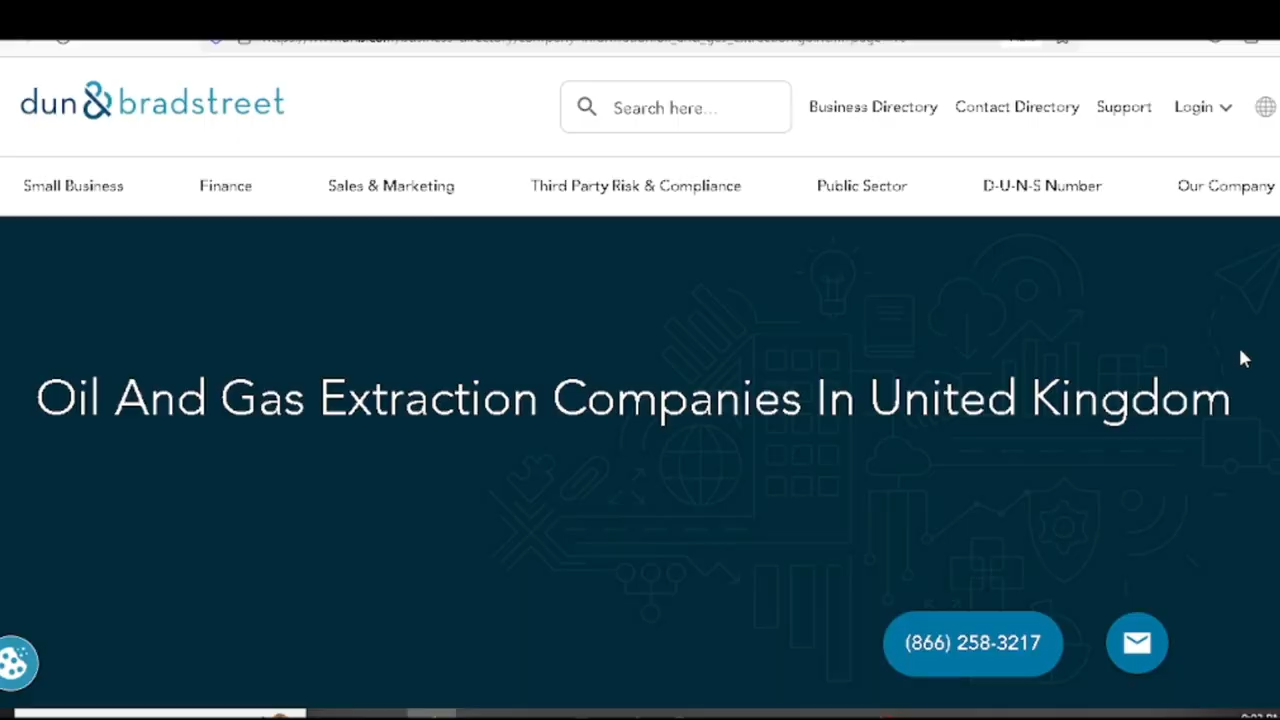 dun & bradstreet
Search here...
Business Directory
Contact Directory
Support
Login
Small Business
Finance
Sales & Marketing
Third Party Risk & Compliance
Public Sector
D-U-N-S Number
Our Company
Oil And Gas Extraction Companies In United Kingdom
(866) 258-3217